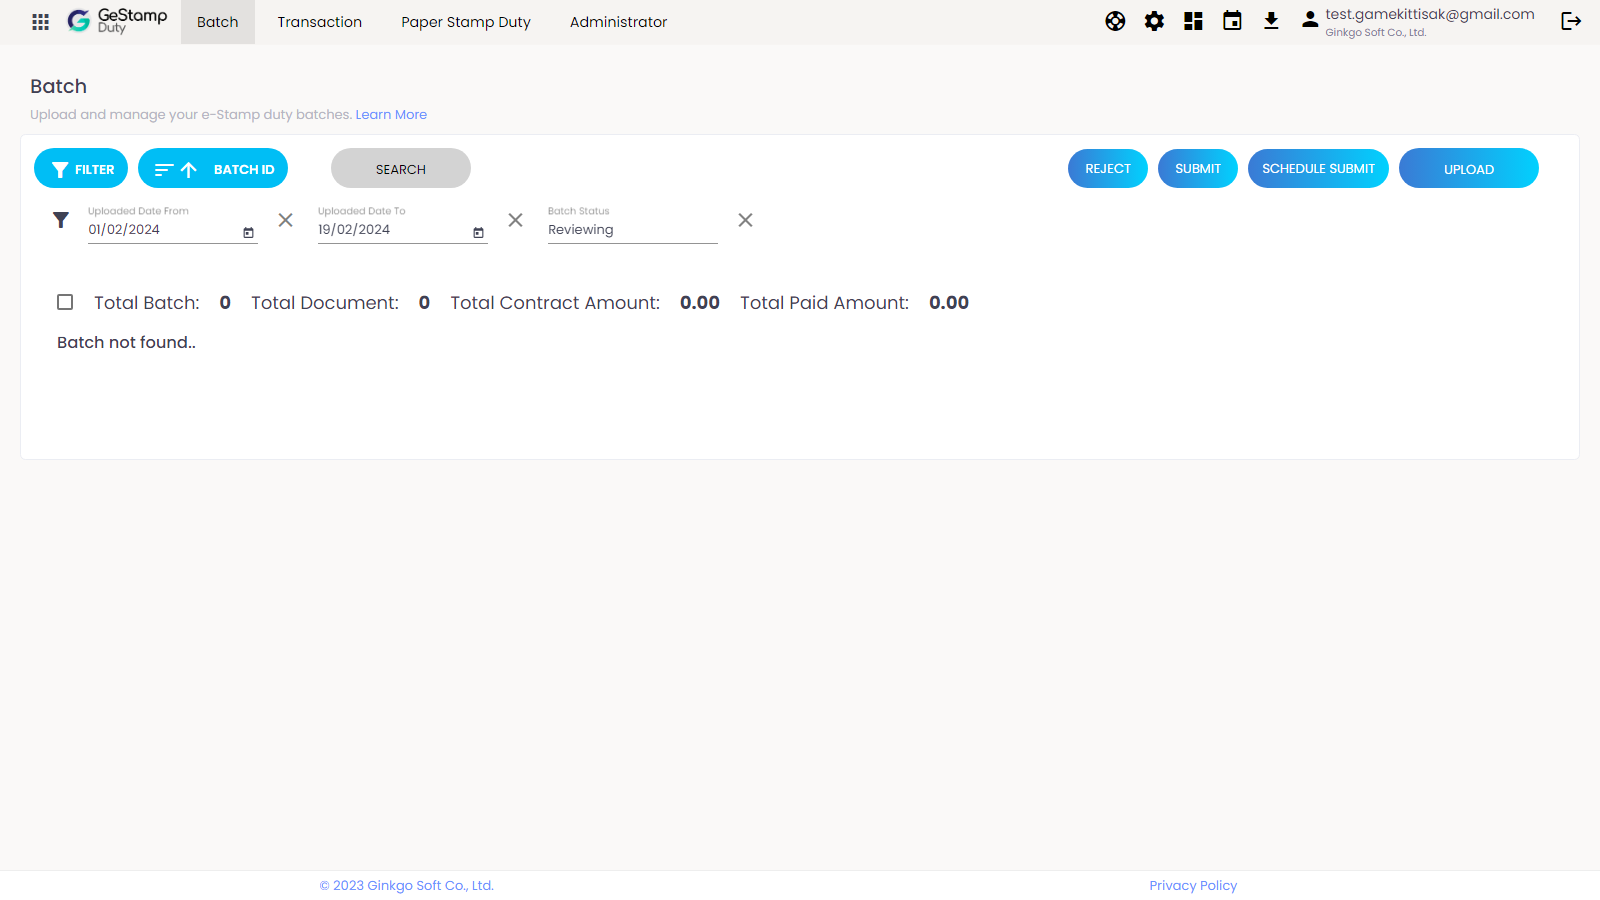 GeStamp
Duty
Batch
Transaction
Paper Stamp Duty
Administrator
test.gamekittisak@gmail.com
Ginkgo Soft Co., Ltd.
Batch
Upload and manage your e-Stamp duty batches. Learn More
FILTER
BATCH ID
SEARCH
REJECT
SUBMIT
SCHEDULE SUBMIT
UPLOAD
Uploaded Date From
01/02/2024
Uploaded Date To
19/02/2024
Batch Status
Reviewing
Total Batch: 0 Total Document: 0 Total Contract Amount: 0.00 Total Paid Amount: 0.00
Batch not found..
© 2023 Ginkgo Soft Co., Ltd.
Privacy Policy